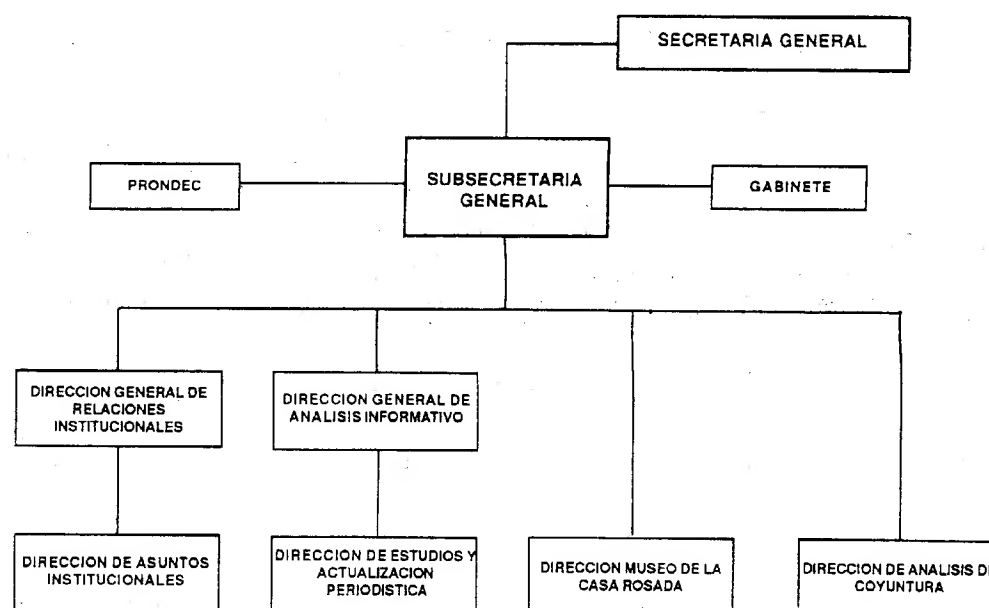 SECRETARIA GENERAL
PRONDEC
SUBSECRETARIA
GENERAL
GABINETE
DIRECCION GENERAL DE
RELACIONES
INSTITUCIONALES
DIRECCION GENERAL DE
ANALISIS INFORMATIVO
DIRECCION DE ASUNTOS
INSTITUCIONALES
DIRECCION DE ESTUDIOS Y
ACTUALIZACION
PERIODISTICA
DIRECCION MUSEO DE LA
CASA ROSADA
DIRECCION DE ANALISIS DE
COYUNTURA